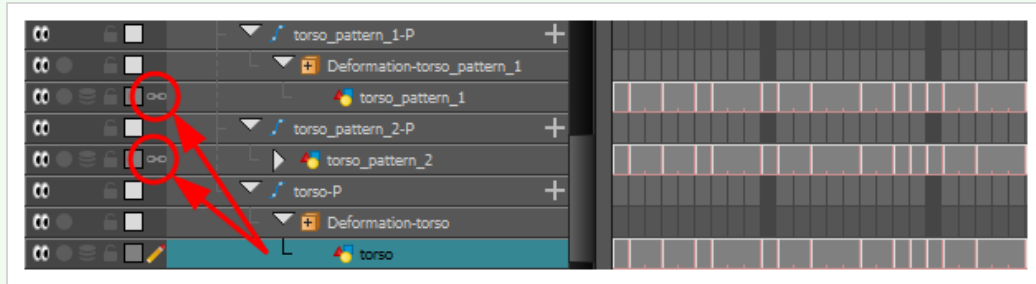 torso_pattern_1-P
Deformation-torso_pattern_1
torso_pattern_1
torso_pattern_2-P
torso_pattern_2
torso-P
Deformation-torso
torso